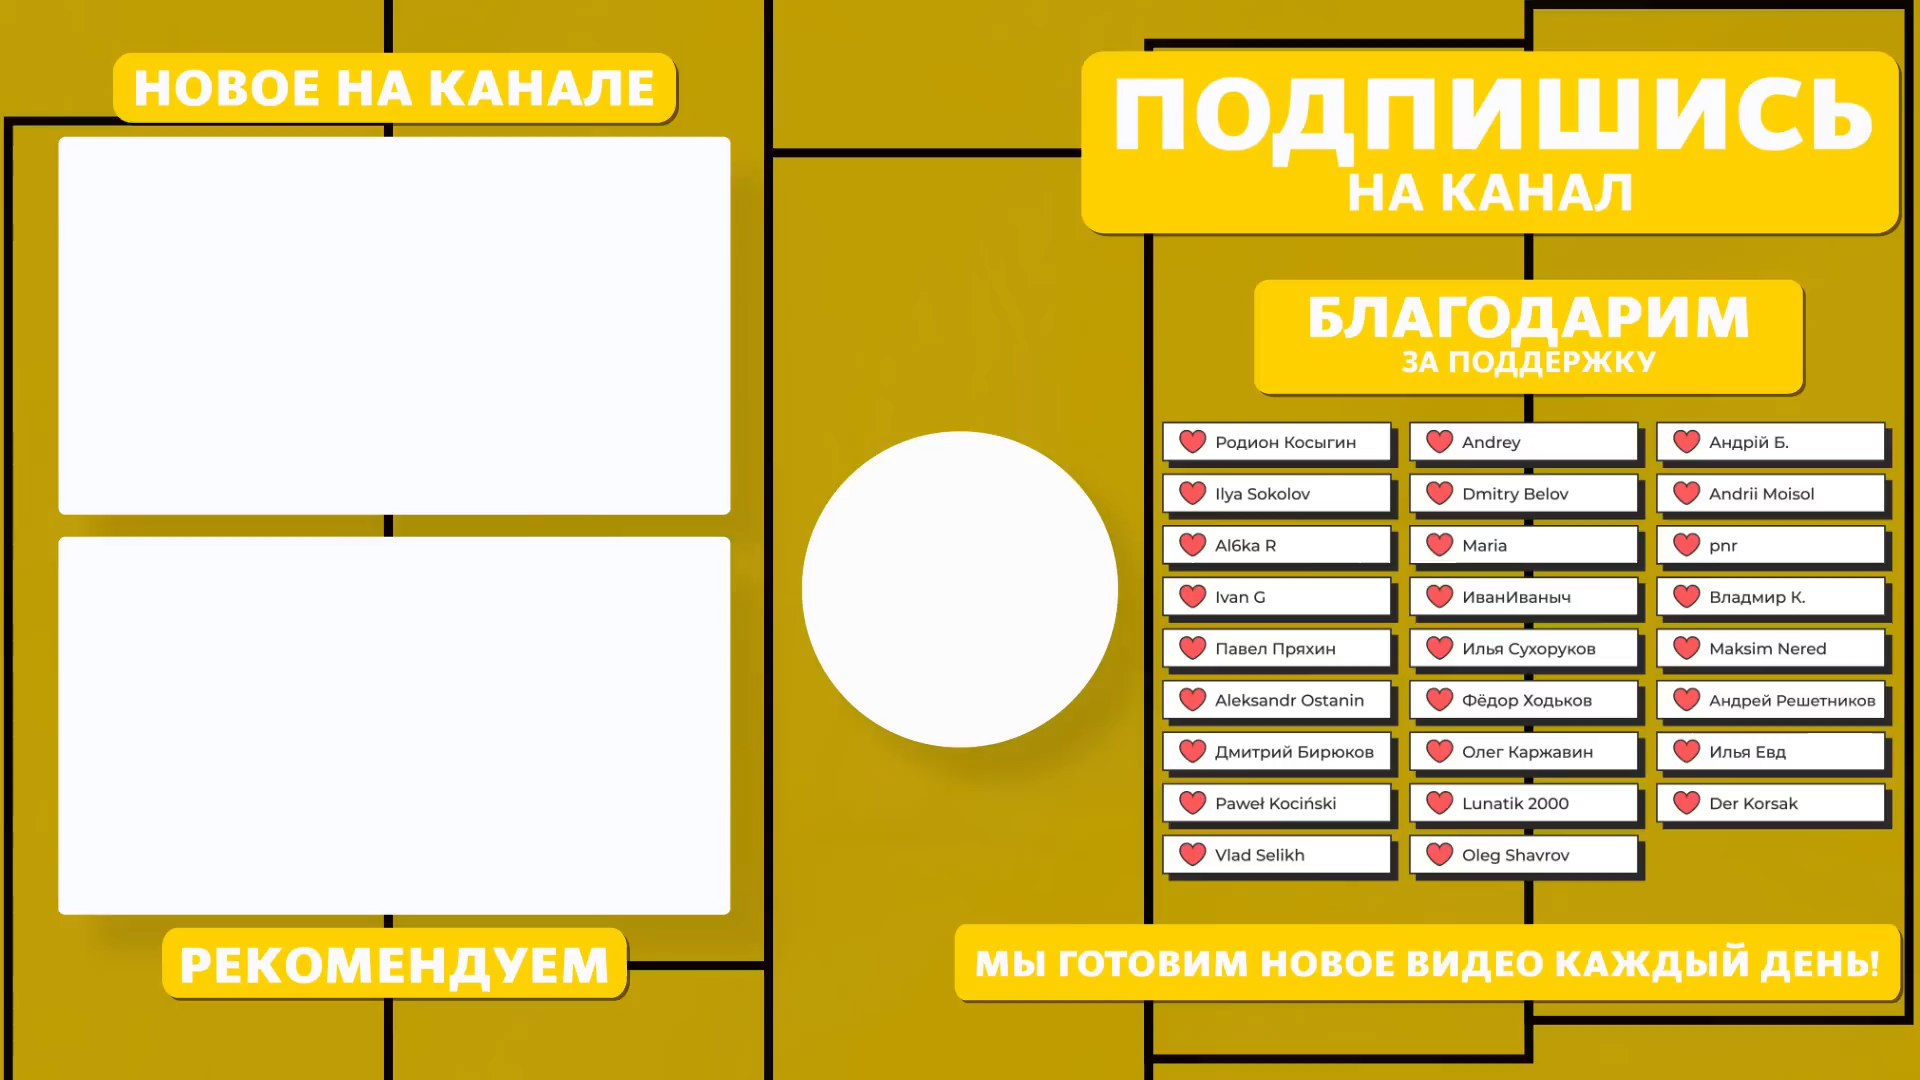 НОВОЕ НА КАНАЛЕ
РЕКОМЕНДУЕМ
ПОДПИШИСЬ
НА КАНАЛ
БЛАГОДАРИМ
ЗА ПОДДЕРЖКУ
Родион Косыгин
Andrey
Андрій Б.
Ilya Sokolov
Dmitry Belov
Andrii Moisol
Al6ka R
Maria
pnr
Ivan G
ИванИваныч
Владмир К.
Павел Пряхин
Илья Сухоруков
Maksim Nered
Aleksandr Ostanin
Фёдор Ходьков
Андрей Решетников
Дмитрий Бирюков
Олег Каржавин
Илья Евд
Paweł Kociński
Lunatik 2000
Der Korsak
Vlad Selikh
Oleg Shavrov
МЫ ГОТОВИМ НОВОЕ ВИДЕО КАЖДЫЙ ДЕНЬ!